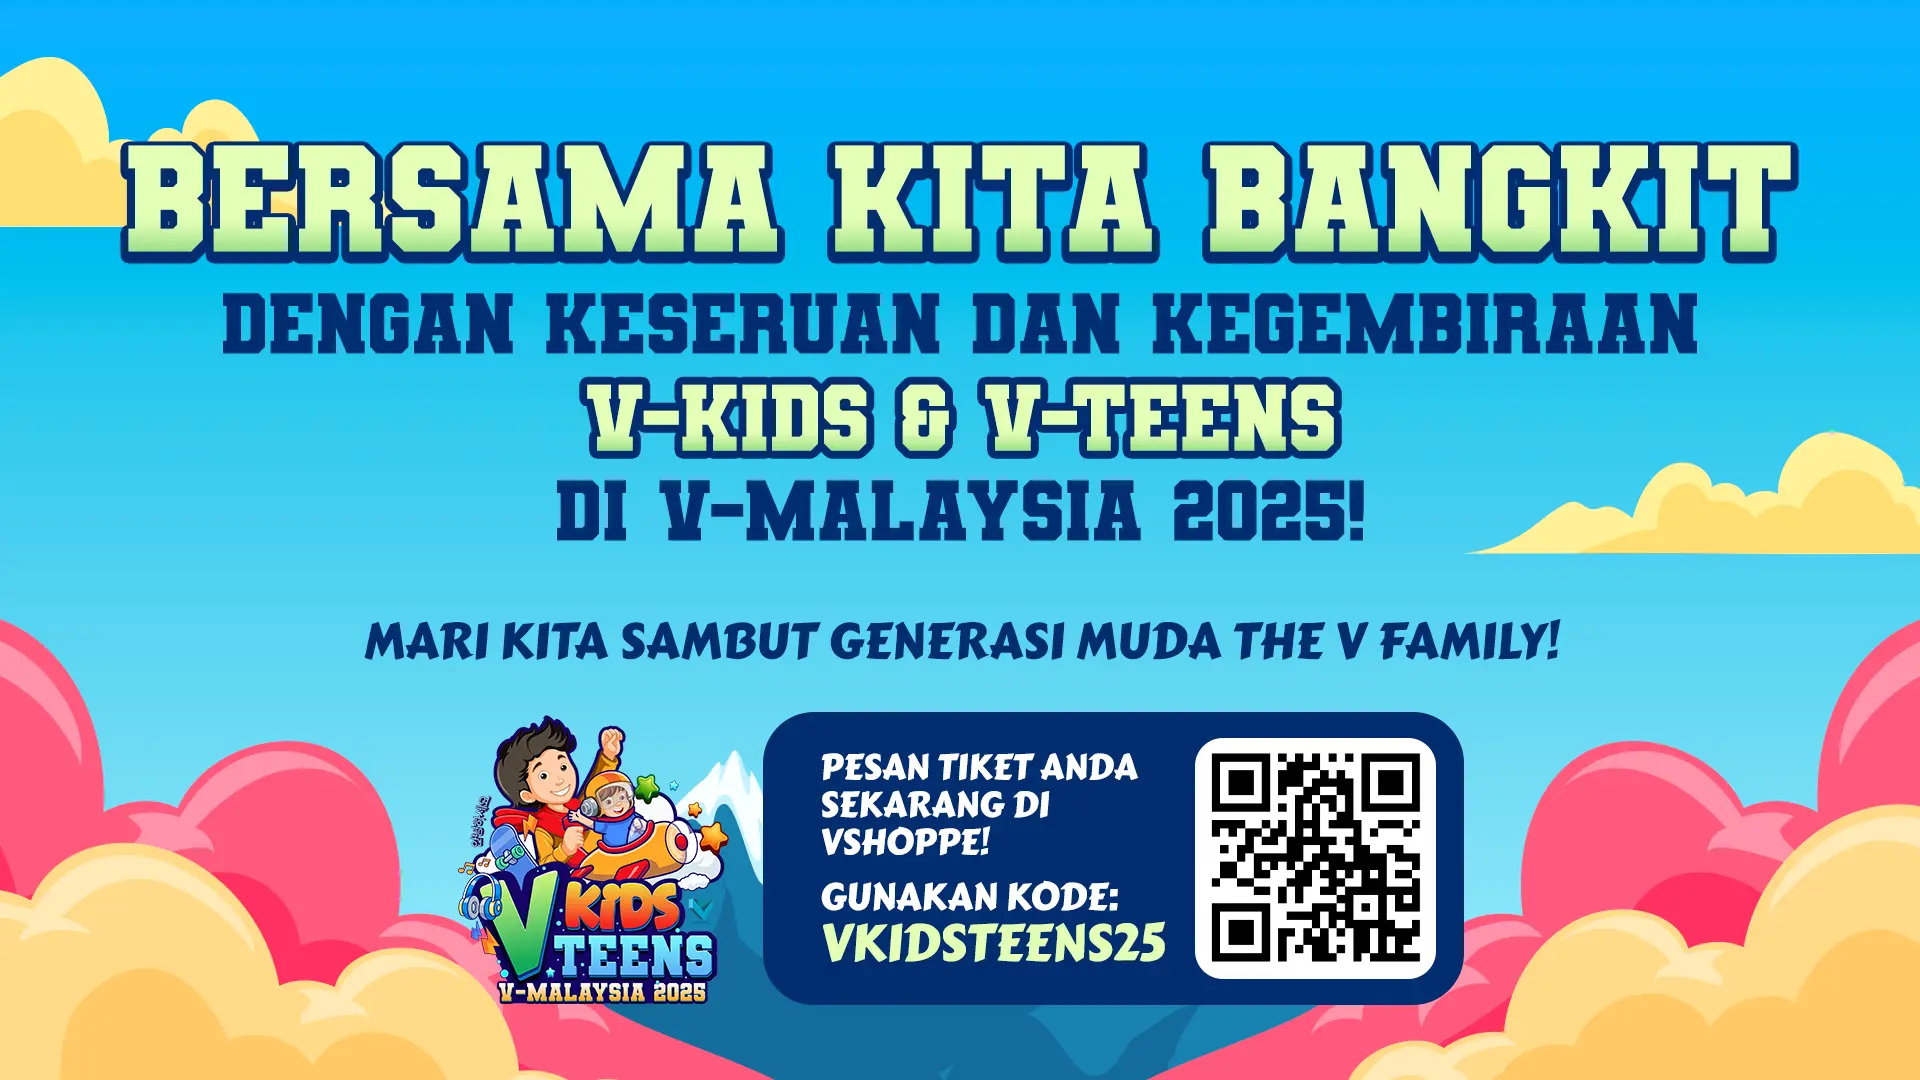 BERSAMA KITA BANGKIT
DENGAN KESERUAN DAN KEGEMBIRAAN
V-KIDS & V-TEENS
DI V-MALAYSIA 2025!
MARI KITA SAMBUT GENERASI MUDA THE V FAMILY!
PESAN TIKET ANDA
SEKARANG DI
VSHOPPE!
GUNAKAN KODE:
VKIDSTEENS25
V KIDS
TEENS
V-MALAYSIA 2025